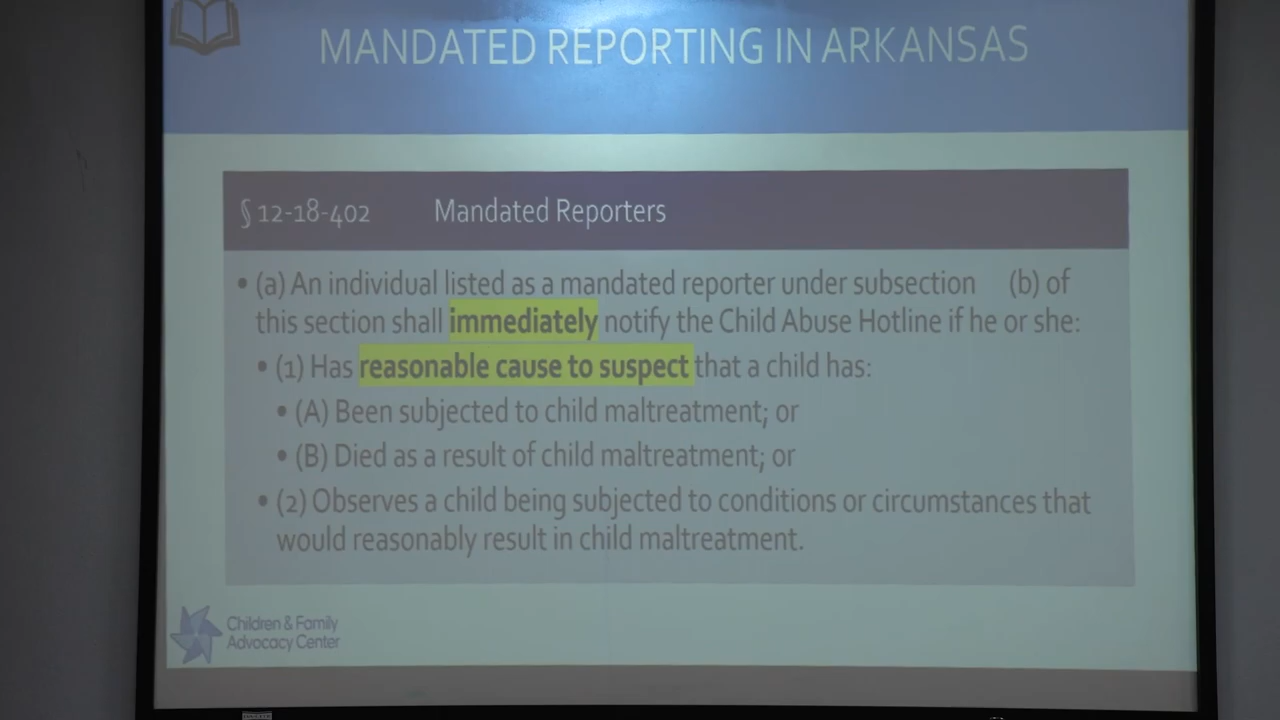 MANDATED REPORTING IN ARKANSAS
§ 12-18-402 Mandated Reporters
• (a) An individual listed as a mandated reporter under subsection (b) of
this section shall immediately notify the Child Abuse Hotline if he or she:
• (1) Has reasonable cause to suspect that a child has:
• (A) Been subjected to child maltreatment; or
• (B) Died as a result of child maltreatment; or
• (2) Observes a child being subjected to conditions or circumstances that
would reasonably result in child maltreatment.
Children & Family
Advocacy Center